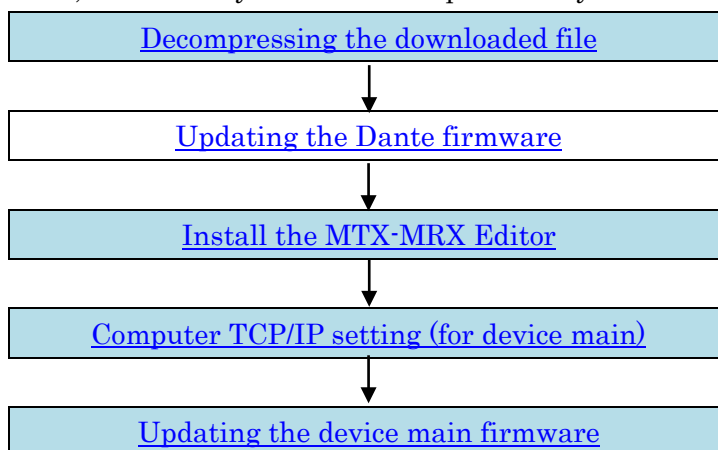 Decompressing the downloaded file
Updating the Dante firmware
Install the MTX-MRX Editor
Computer TCP/IP setting (for device main)
Updating the device main firmware